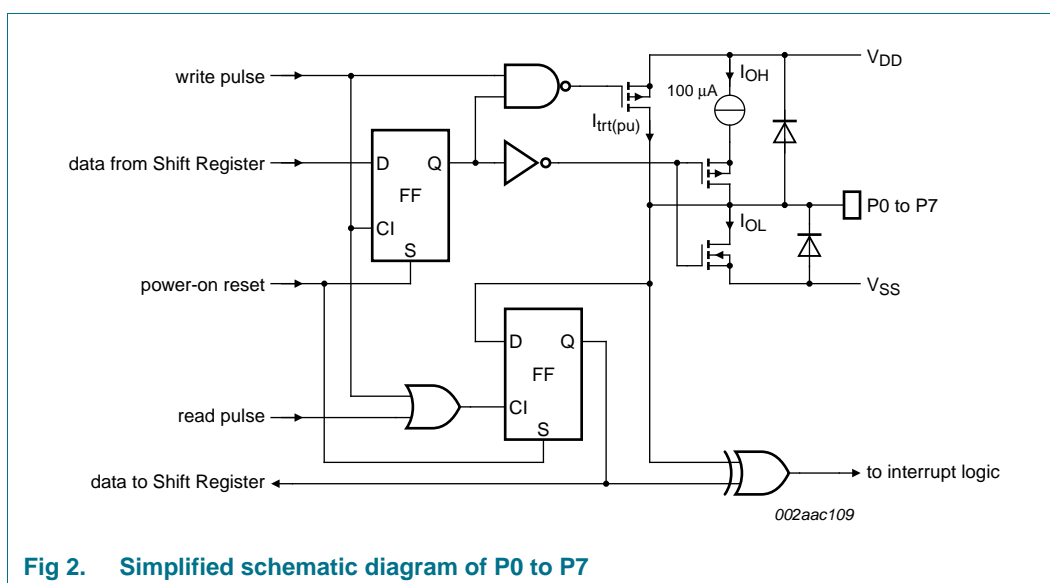 write pulse
data from Shift Register
power-on reset
read pulse
data to Shift Register
D Q
FF
CI
S
D Q
FF
CI
S
I_trt(pu)
100 μA
I_OH
V_DD
P0 to P7
I_OL
V_SS
to interrupt logic
002aac109
Fig 2. Simplified schematic diagram of P0 to P7